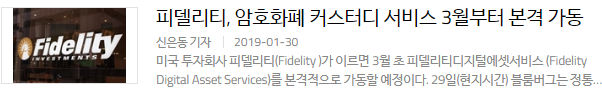 피델리티, 암호화폐 커스터디 서비스 3월부터 본격 가동
Fidelity
INVESTMENTS
신은동 기자 | 2019-01-30
미국 투자회사 피델리티(Fidelity )가 이르면 3월 초 피델리티디지털에셋서비스 (Fidelity
Digital Asset Services)를 본격적으로 가동할 예정이다. 29일(현지시간) 블룸버그는 정통...